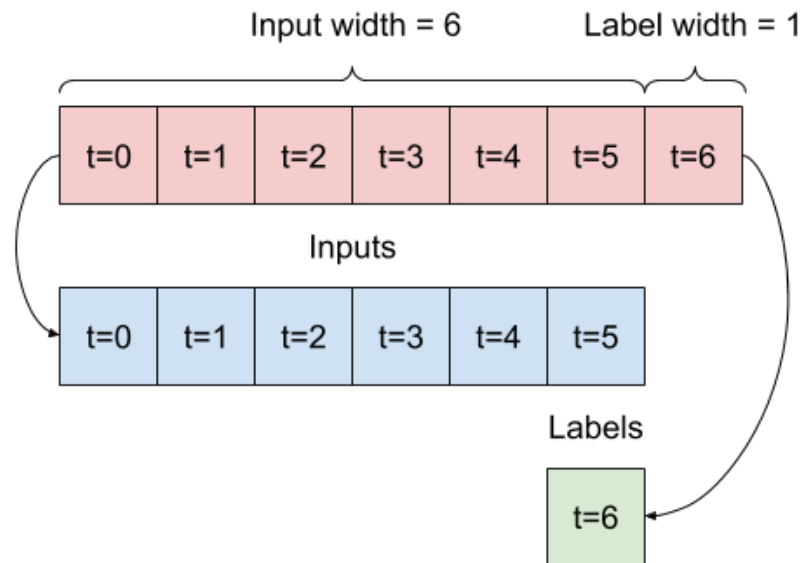 Input width = 6 Label width = 1
t=0 t=1 t=2 t=3 t=4 t=5 t=6
Inputs
t=0 t=1 t=2 t=3 t=4 t=5
Labels
t=6